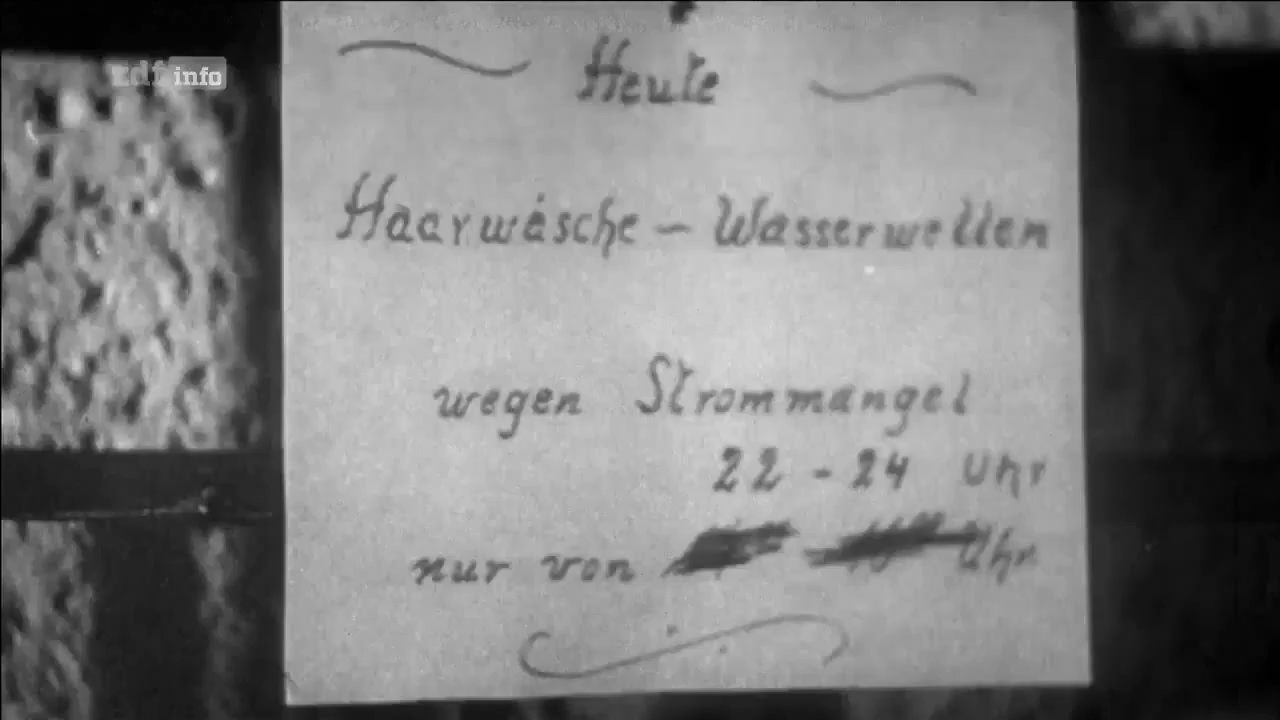 zdf info
Heute
Haarwäsche – Wasserwellen
wegen Strommangel
22 - 24 Uhr
nur von Uhr